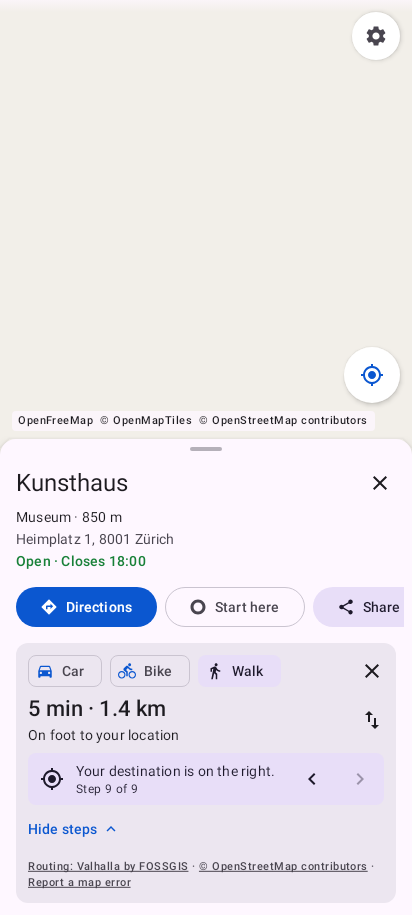 OpenFreeMap © OpenMapTiles © OpenStreetMap contributors
Kunsthaus
Museum · 850 m
Heimplatz 1, 8001 Zürich
Open · Closes 18:00
Directions
Start here
Share
Car
Bike
Walk
5 min · 1.4 km
On foot to your location
Your destination is on the right.
Step 9 of 9
Hide steps
Routing: Valhalla by FOSSGIS · © OpenStreetMap contributors ·
Report a map error